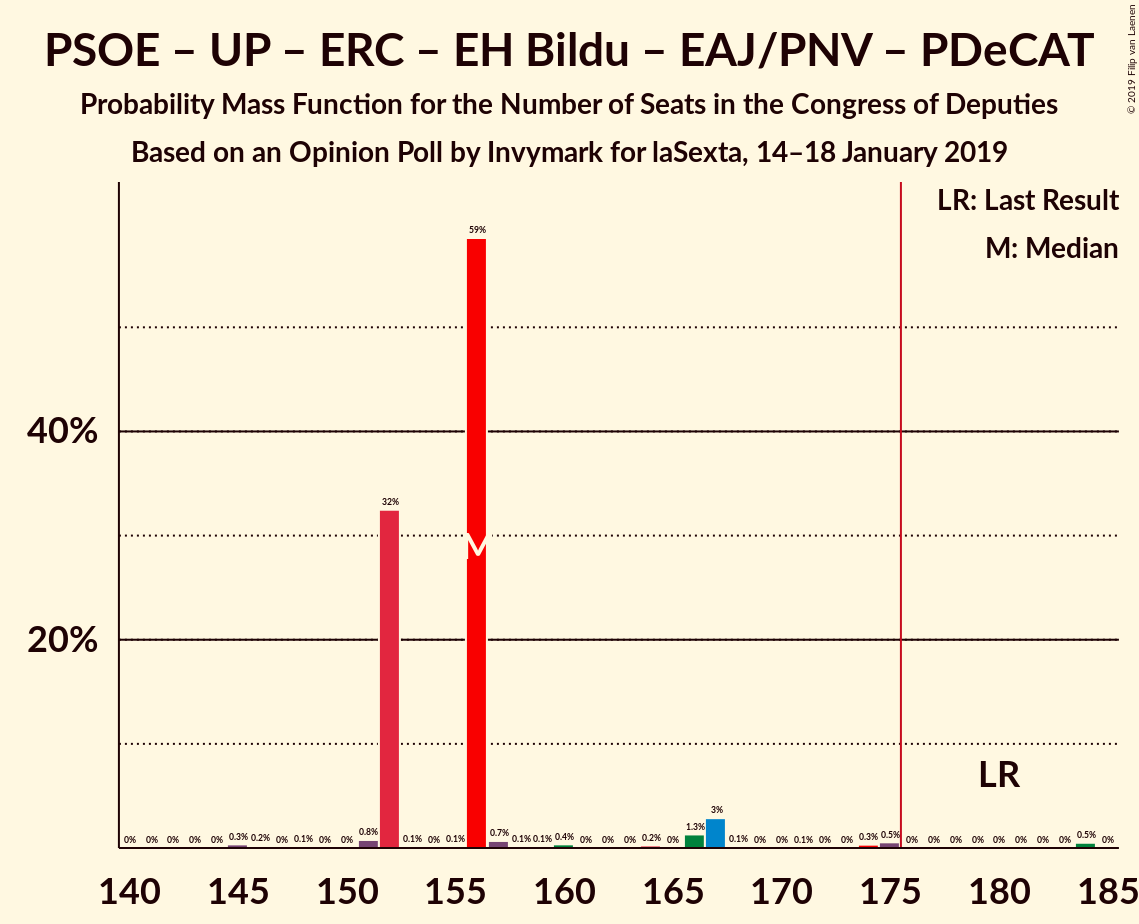 PSOE – UP – ERC – EH Bildu – EAJ/PNV – PDeCAT
Probability Mass Function for the Number of Seats in the Congress of Deputies
Based on an Opinion Poll by Invymark for laSexta, 14–18 January 2019
© 2019 Filip van Laenen
LR: Last Result
M: Median
59%
40%
32%
M
20%
LR
0% 0% 0% 0% 0% 0.3% 0.2% 0% 0.1% 0% 0% 0.8% 0.1% 0% 0.1% 0.7% 0.1% 0.1% 0.4% 0% 0% 0% 0.2% 0% 1.3% 3% 0.1% 0% 0% 0.1% 0% 0% 0.3% 0.5% 0% 0% 0% 0% 0% 0% 0% 0% 0.5% 0%
140 145 150 155 160 165 170 175 180 185